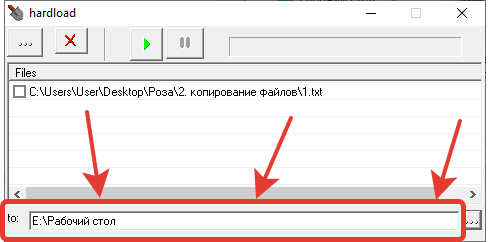 hardload
...
Files
C:\Users\User\Desktop\Роза\2. копирование файлов\1.txt
to: E:\Рабочий стол ...